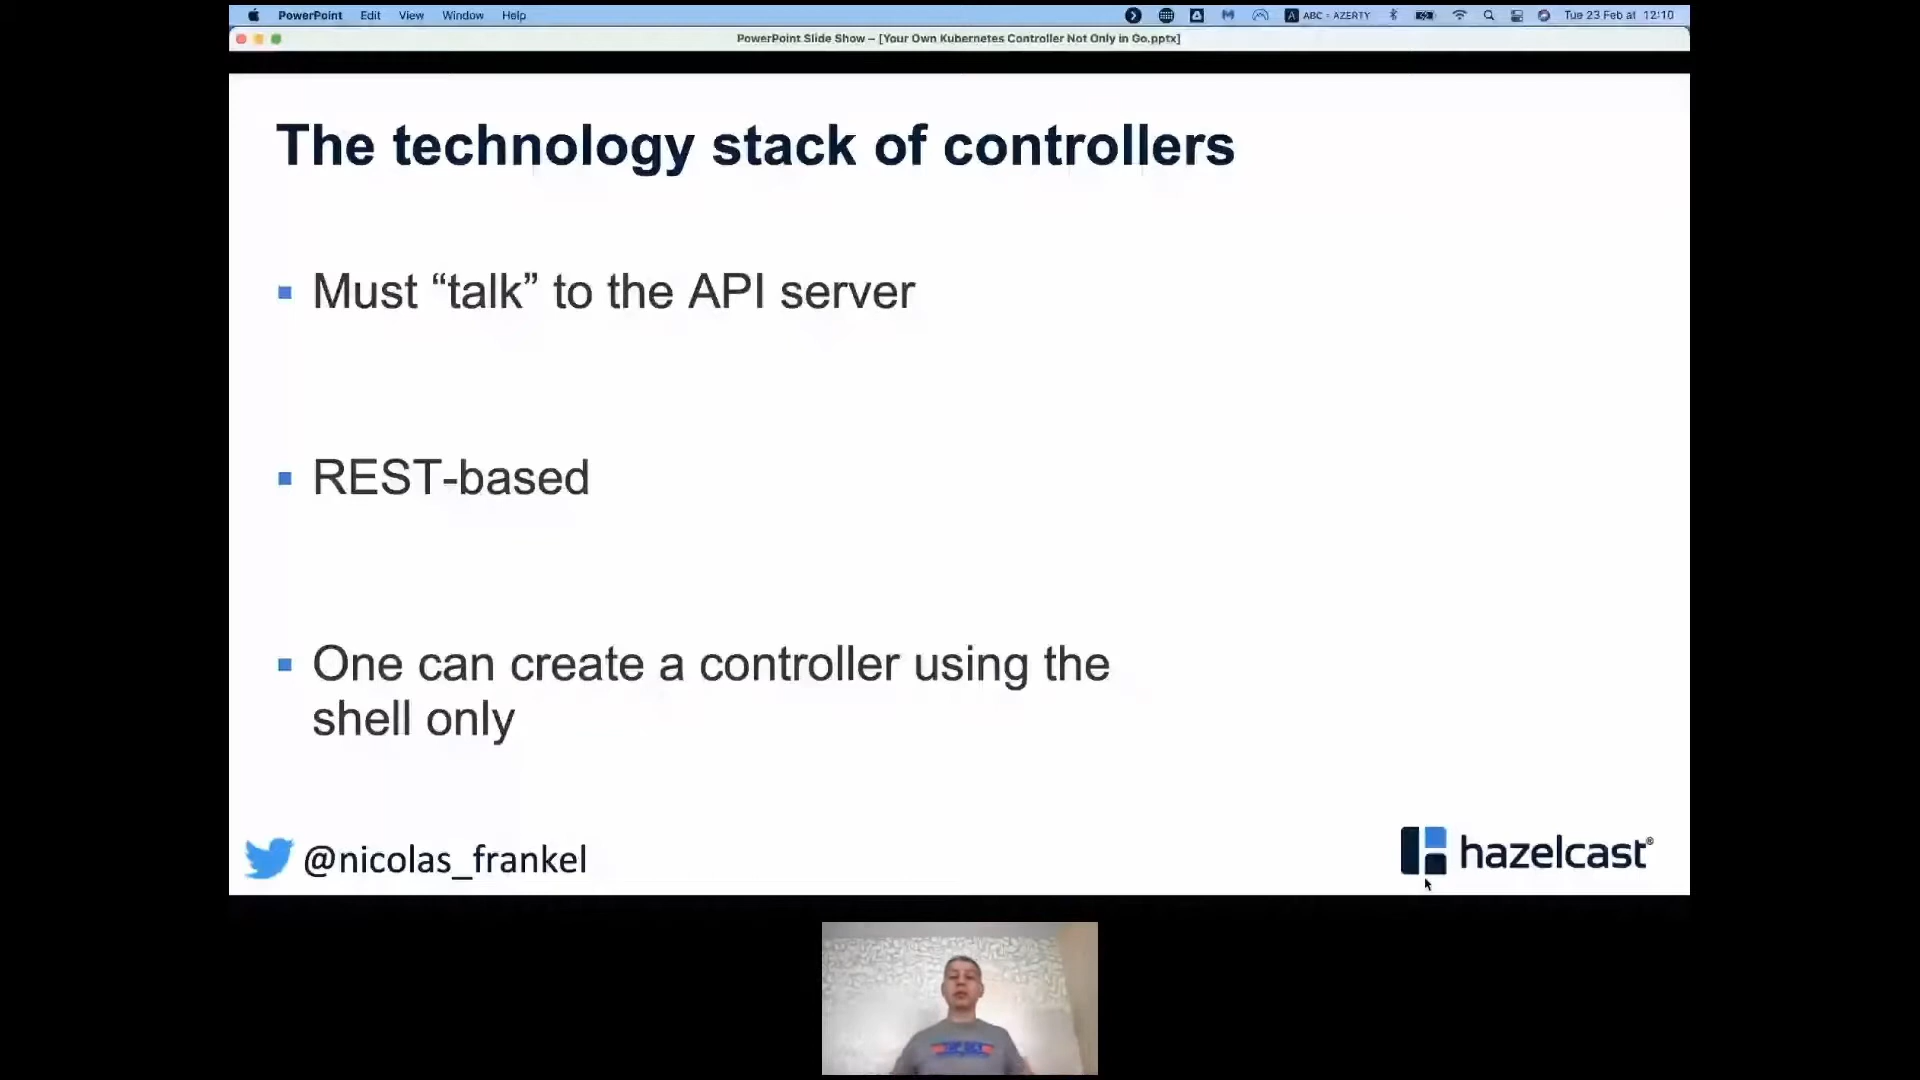 PowerPoint Edit View Window Help
ABC - AZERTY
Tue 23 Feb at 12:10
PowerPoint Slide Show – [Your Own Kubernetes Controller Not Only in Go.pptx]
The technology stack of controllers
Must “talk” to the API server
REST-based
One can create a controller using the
shell only
@nicolas_frankel
hazelcast®